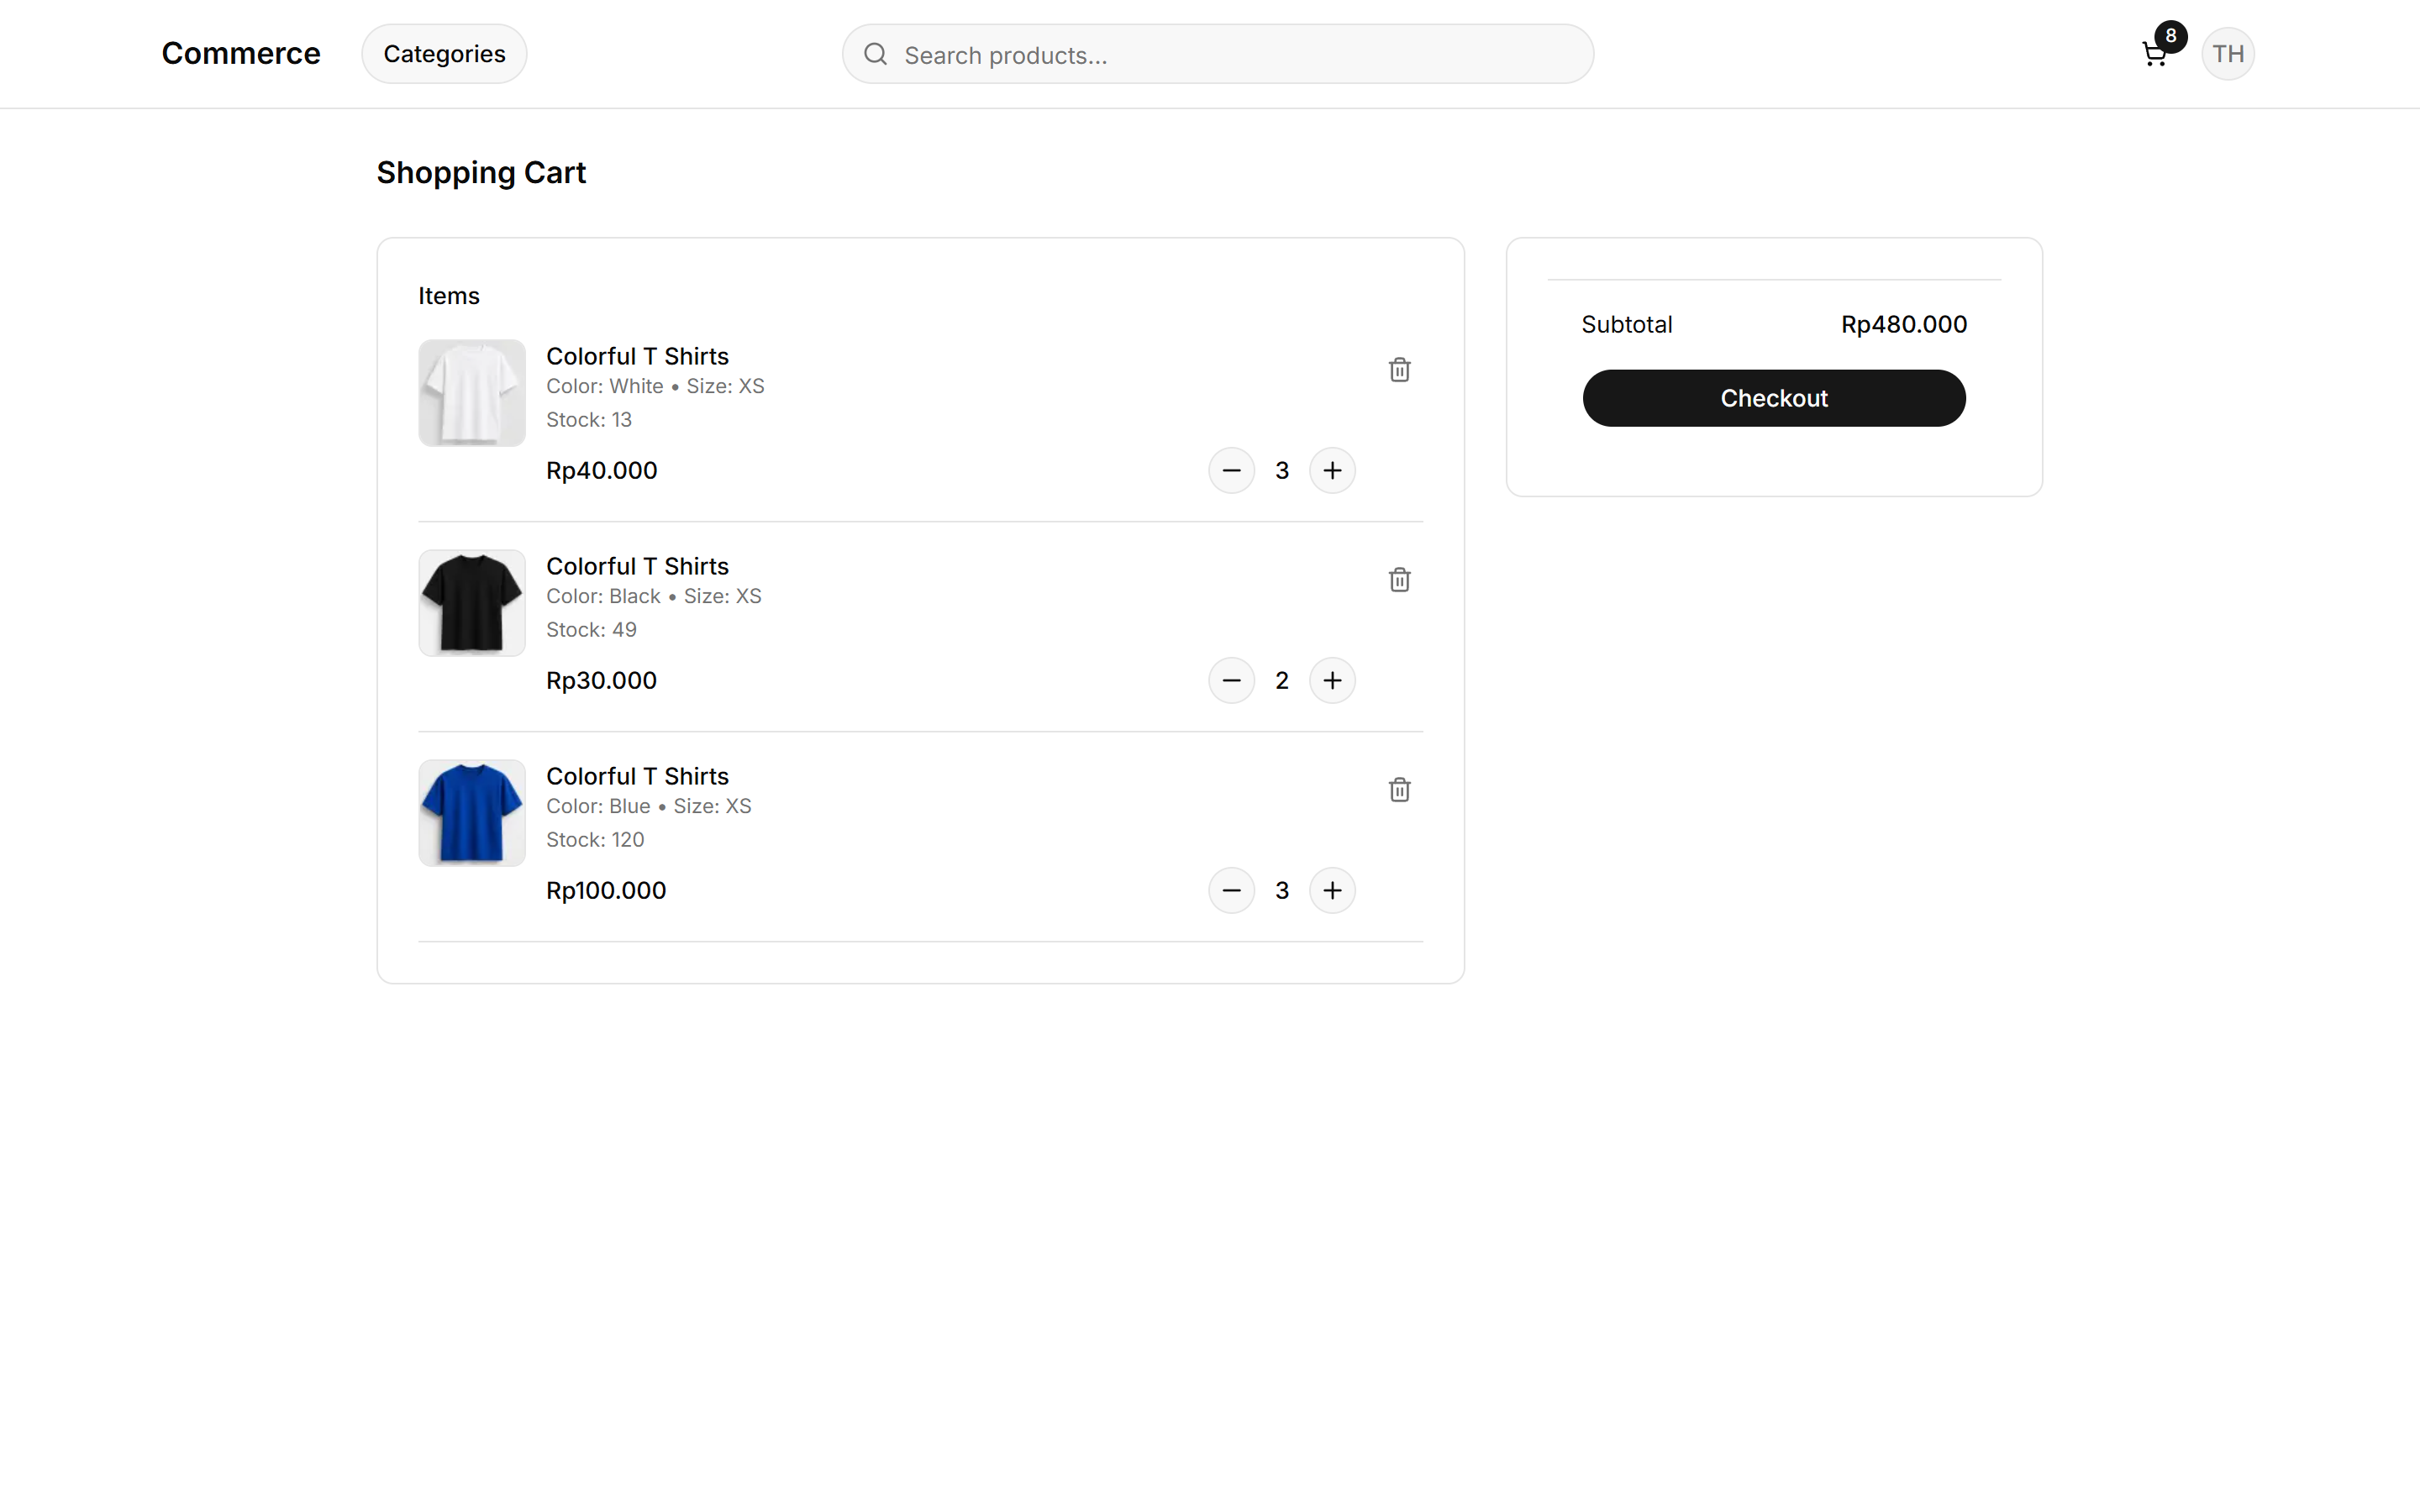 Commerce
Categories
Search products...
8
TH
Shopping Cart
Items
Colorful T Shirts
Color: White • Size: XS
Stock: 13
Rp40.000
3
Colorful T Shirts
Color: Black • Size: XS
Stock: 49
Rp30.000
2
Colorful T Shirts
Color: Blue • Size: XS
Stock: 120
Rp100.000
3
Subtotal Rp480.000
Checkout